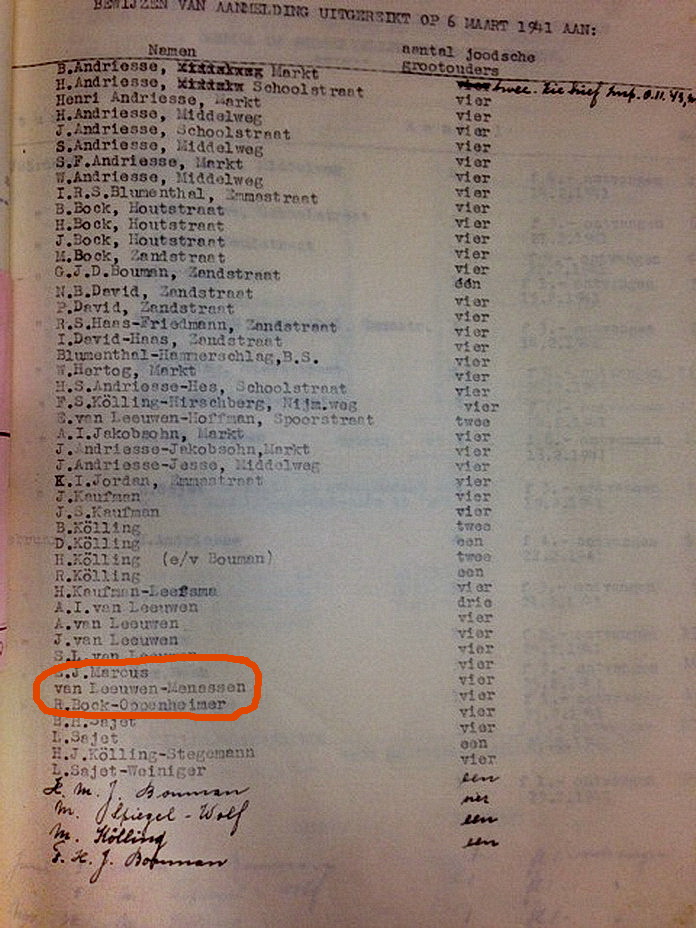 BEWIJZEN VAN AANMELDING UITGEREIKT OP 6 MAART 1941 AAN:
Namen aantal joodsche grootouders
B.Andriesse, Markt twee.
H.Andriesse, Schoolstraat vier
Henri Andriesse, Markt vier
H.Andriesse, Middelweg vier
J.Andriesse, Schoolstraat vier
S.Andriesse, Middelweg vier
S.F.Andriesse, Markt vier
W.Andriesse, Middelweg vier
I.R.S.Blumenthal, Emmastraat vier
B.Bock, Houtstraat vier
H.Bock, Houtstraat vier
J.Bock, Houtstraat vier
M.Bock, Zandstraat vier
G.J.D.Bouman, Zandstraat één
N.B.David, Zandstraat vier
P.David, Zandstraat vier
R.S.Haas-Friedmann, Zandstraat vier
I.David-Haas, Zandstraat vier
Blumenthal-Hammerschlag,B.S. vier
W.Hertog, Markt vier
H.S.Andriesse-Hes, Schoolstraat vier
F.S.Kölling-Hirschberg, Nijm.weg vier
E.van Leeuwen-Hoffman, Spoorstraat twee
A.I.Jakobsohn, Markt vier
J.Andriesse-Jakobsohn,Markt vier
J.Andriesse-Jesse, Middelweg vier
K.I.Jordan, Emmastraat vier
J.Kaufman vier
J.S.Kaufman vier
B.Kölling twee
D.Kölling een
H.Kölling (e/v Bouman) twee
R.Kölling een
H.Kaufman-Leefsma vier
A.I.van Leeuwen drie
A.van Leeuwen vier
J.van Leeuwen vier
S.L.van Leeuwen vier
J.Marcus vier
van Leeuwen-Menassen vier
R.Bock-Oppenheimer vier
B.H.Sajet vier
L.Sajet een
H.J.Kölling-Stegemann vier
L.Sajet-Weiniger een
H. M. J. Bouman vier
M. Spiegel-Wolf een
M. Kölling een
F. H. J. Bouman